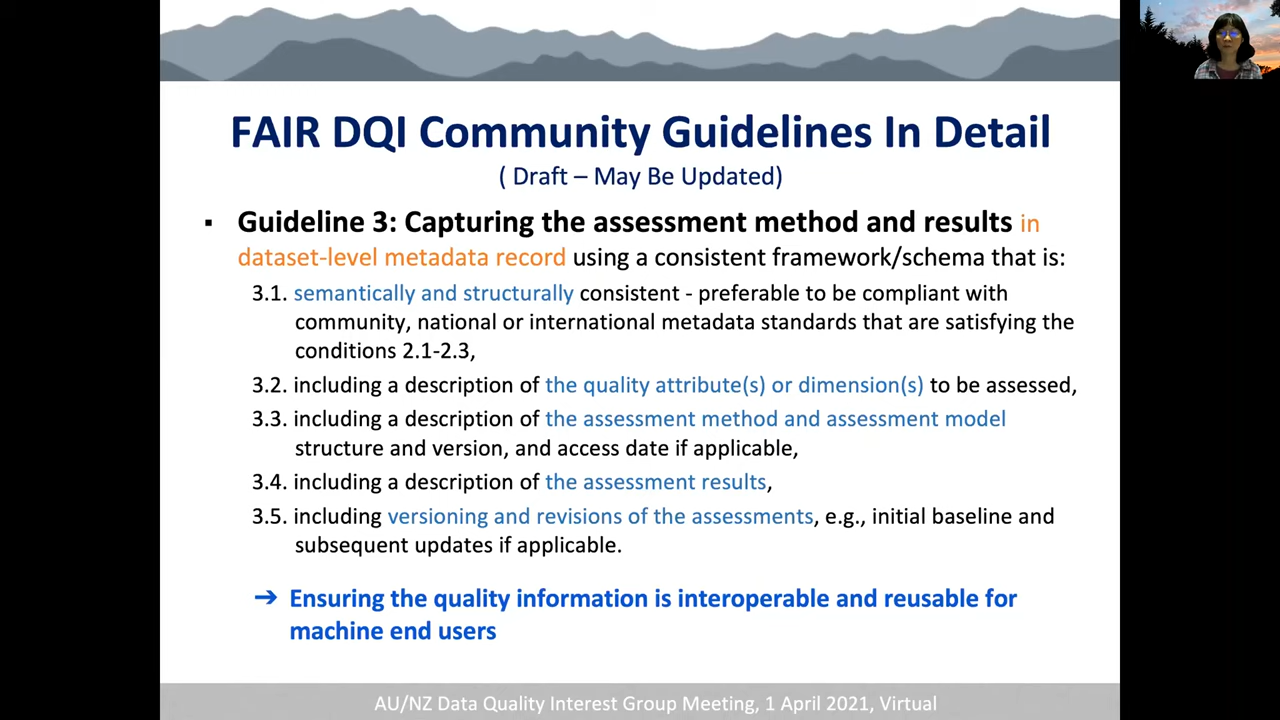 FAIR DQI Community Guidelines In Detail
( Draft – May Be Updated)
▪ Guideline 3: Capturing the assessment method and results in
dataset-level metadata record using a consistent framework/schema that is:
3.1. semantically and structurally consistent - preferable to be compliant with
community, national or international metadata standards that are satisfying the
conditions 2.1-2.3,
3.2. including a description of the quality attribute(s) or dimension(s) to be assessed,
3.3. including a description of the assessment method and assessment model
structure and version, and access date if applicable,
3.4. including a description of the assessment results,
3.5. including versioning and revisions of the assessments, e.g., initial baseline and
subsequent updates if applicable.
➔ Ensuring the quality information is interoperable and reusable for
machine end users
AU/NZ Data Quality Interest Group Meeting, 1 April 2021, Virtual